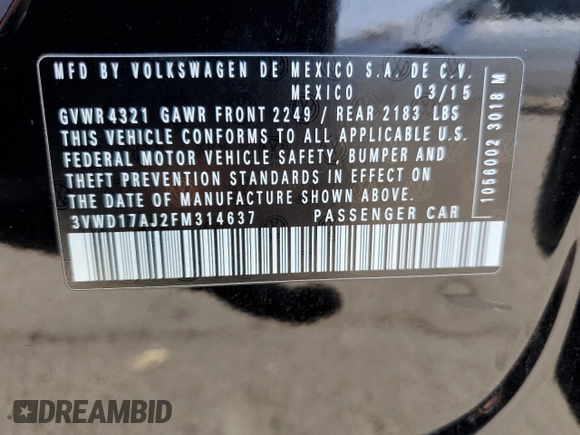 MFD BY VOLKSWAGEN DE MEXICO S.A. DE C.V.
MEXICO 03/15
GVWR 4321 GAWR FRONT 2249 / REAR 2183 LBS
THIS VEHICLE CONFORMS TO ALL APPLICABLE U.S.
FEDERAL MOTOR VEHICLE SAFETY, BUMPER AND
THEFT PREVENTION STANDARDS IN EFFECT ON
THE DATE OF MANUFACTURE SHOWN ABOVE.
3VWD17AJ2FM314637 PASSENGER CAR
1056002 3018 M
DREAMBID